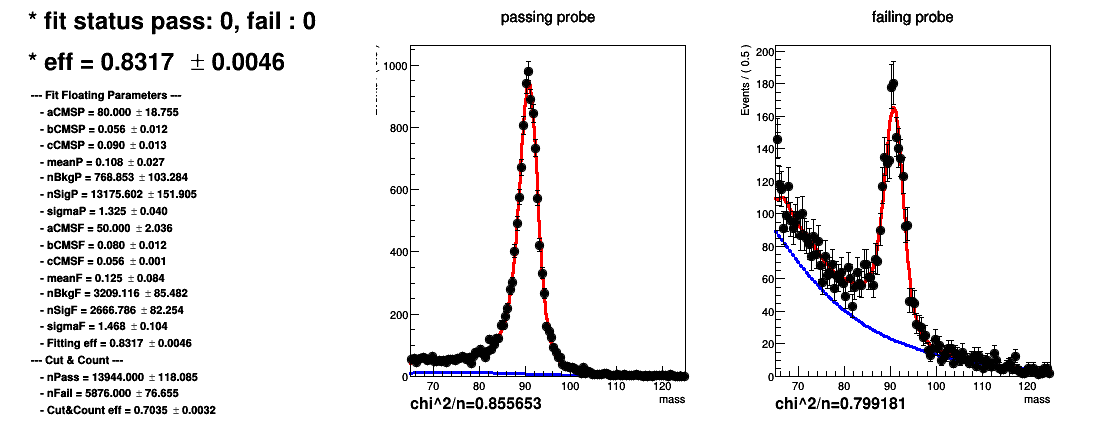 * fit status pass: 0, fail : 0
* eff = 0.8317 ± 0.0046
--- Fit Floating Parameters ---
- aCMSP = 80.000 ± 18.755
- bCMSP = 0.056 ± 0.012
- cCMSP = 0.090 ± 0.013
- meanP = 0.108 ± 0.027
- nBkgP = 768.853 ± 103.284
- nSigP = 13175.602 ± 151.905
- sigmaP = 1.325 ± 0.040
- aCMSF = 50.000 ± 2.036
- bCMSF = 0.080 ± 0.012
- cCMSF = 0.056 ± 0.001
- meanF = 0.125 ± 0.084
- nBkgF = 3209.116 ± 85.482
- nSigF = 2666.786 ± 82.254
- sigmaF = 1.468 ± 0.104
- Fitting eff = 0.8317 ± 0.0046
--- Cut & Count ---
- nPass = 13944.000 ± 118.085
- nFail = 5876.000 ± 76.655
- Cut&Count eff = 0.7035 ± 0.0032
passing probe
1000
800
600
400
200
0
70 80 90 100 110 120
mass
chi^2/n=0.855653
failing probe
Events / ( 0.5 )
200
180
160
140
120
100
80
60
40
20
0
70 80 90 100 110 120
mass
chi^2/n=0.799181